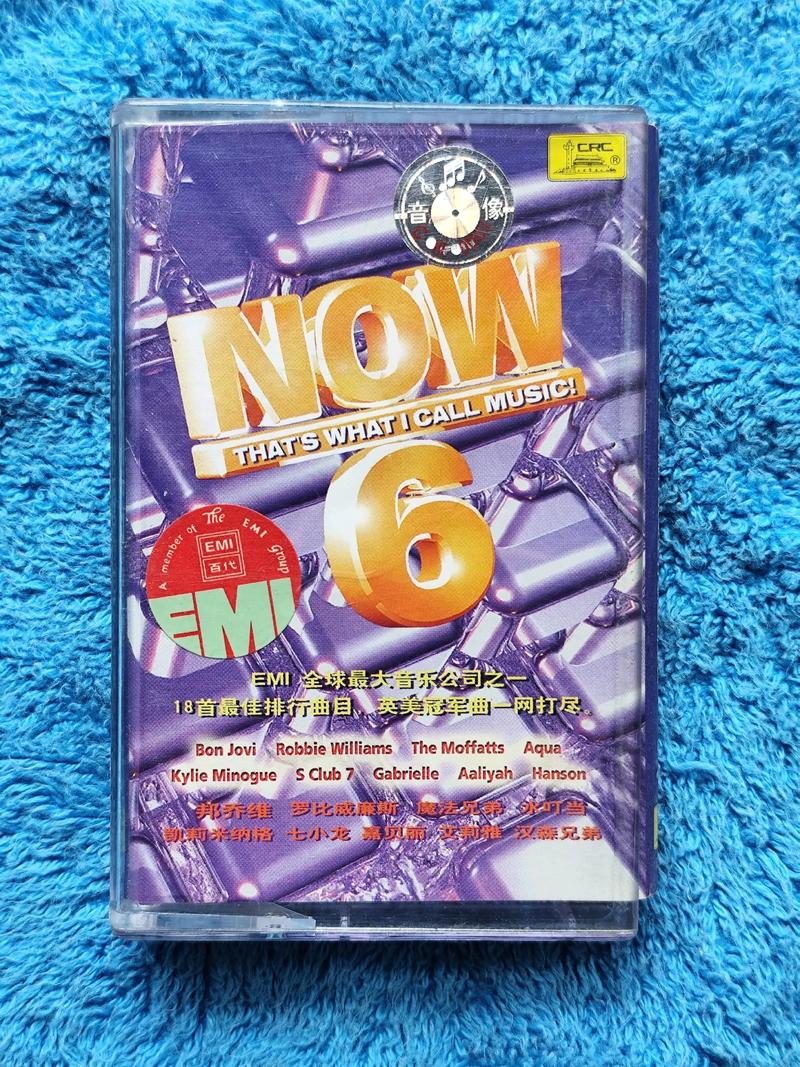 CRC
®
音像
NOW
THAT'S WHAT I CALL MUSIC!
6
A member of The EMI Group
EMI
百代
EMI
EMI 全球最大音乐公司之一
18首最佳排行曲目，英美冠军曲一网打尽。
Bon Jovi Robbie Williams The Moffatts Aqua
Kylie Minogue S Club 7 Gabrielle Aaliyah Hanson
邦乔维 罗比威廉斯 魔法兄弟 水叮当
凯莉米纳格 七小龙 嘉贝丽 艾莉雅 汉森兄弟